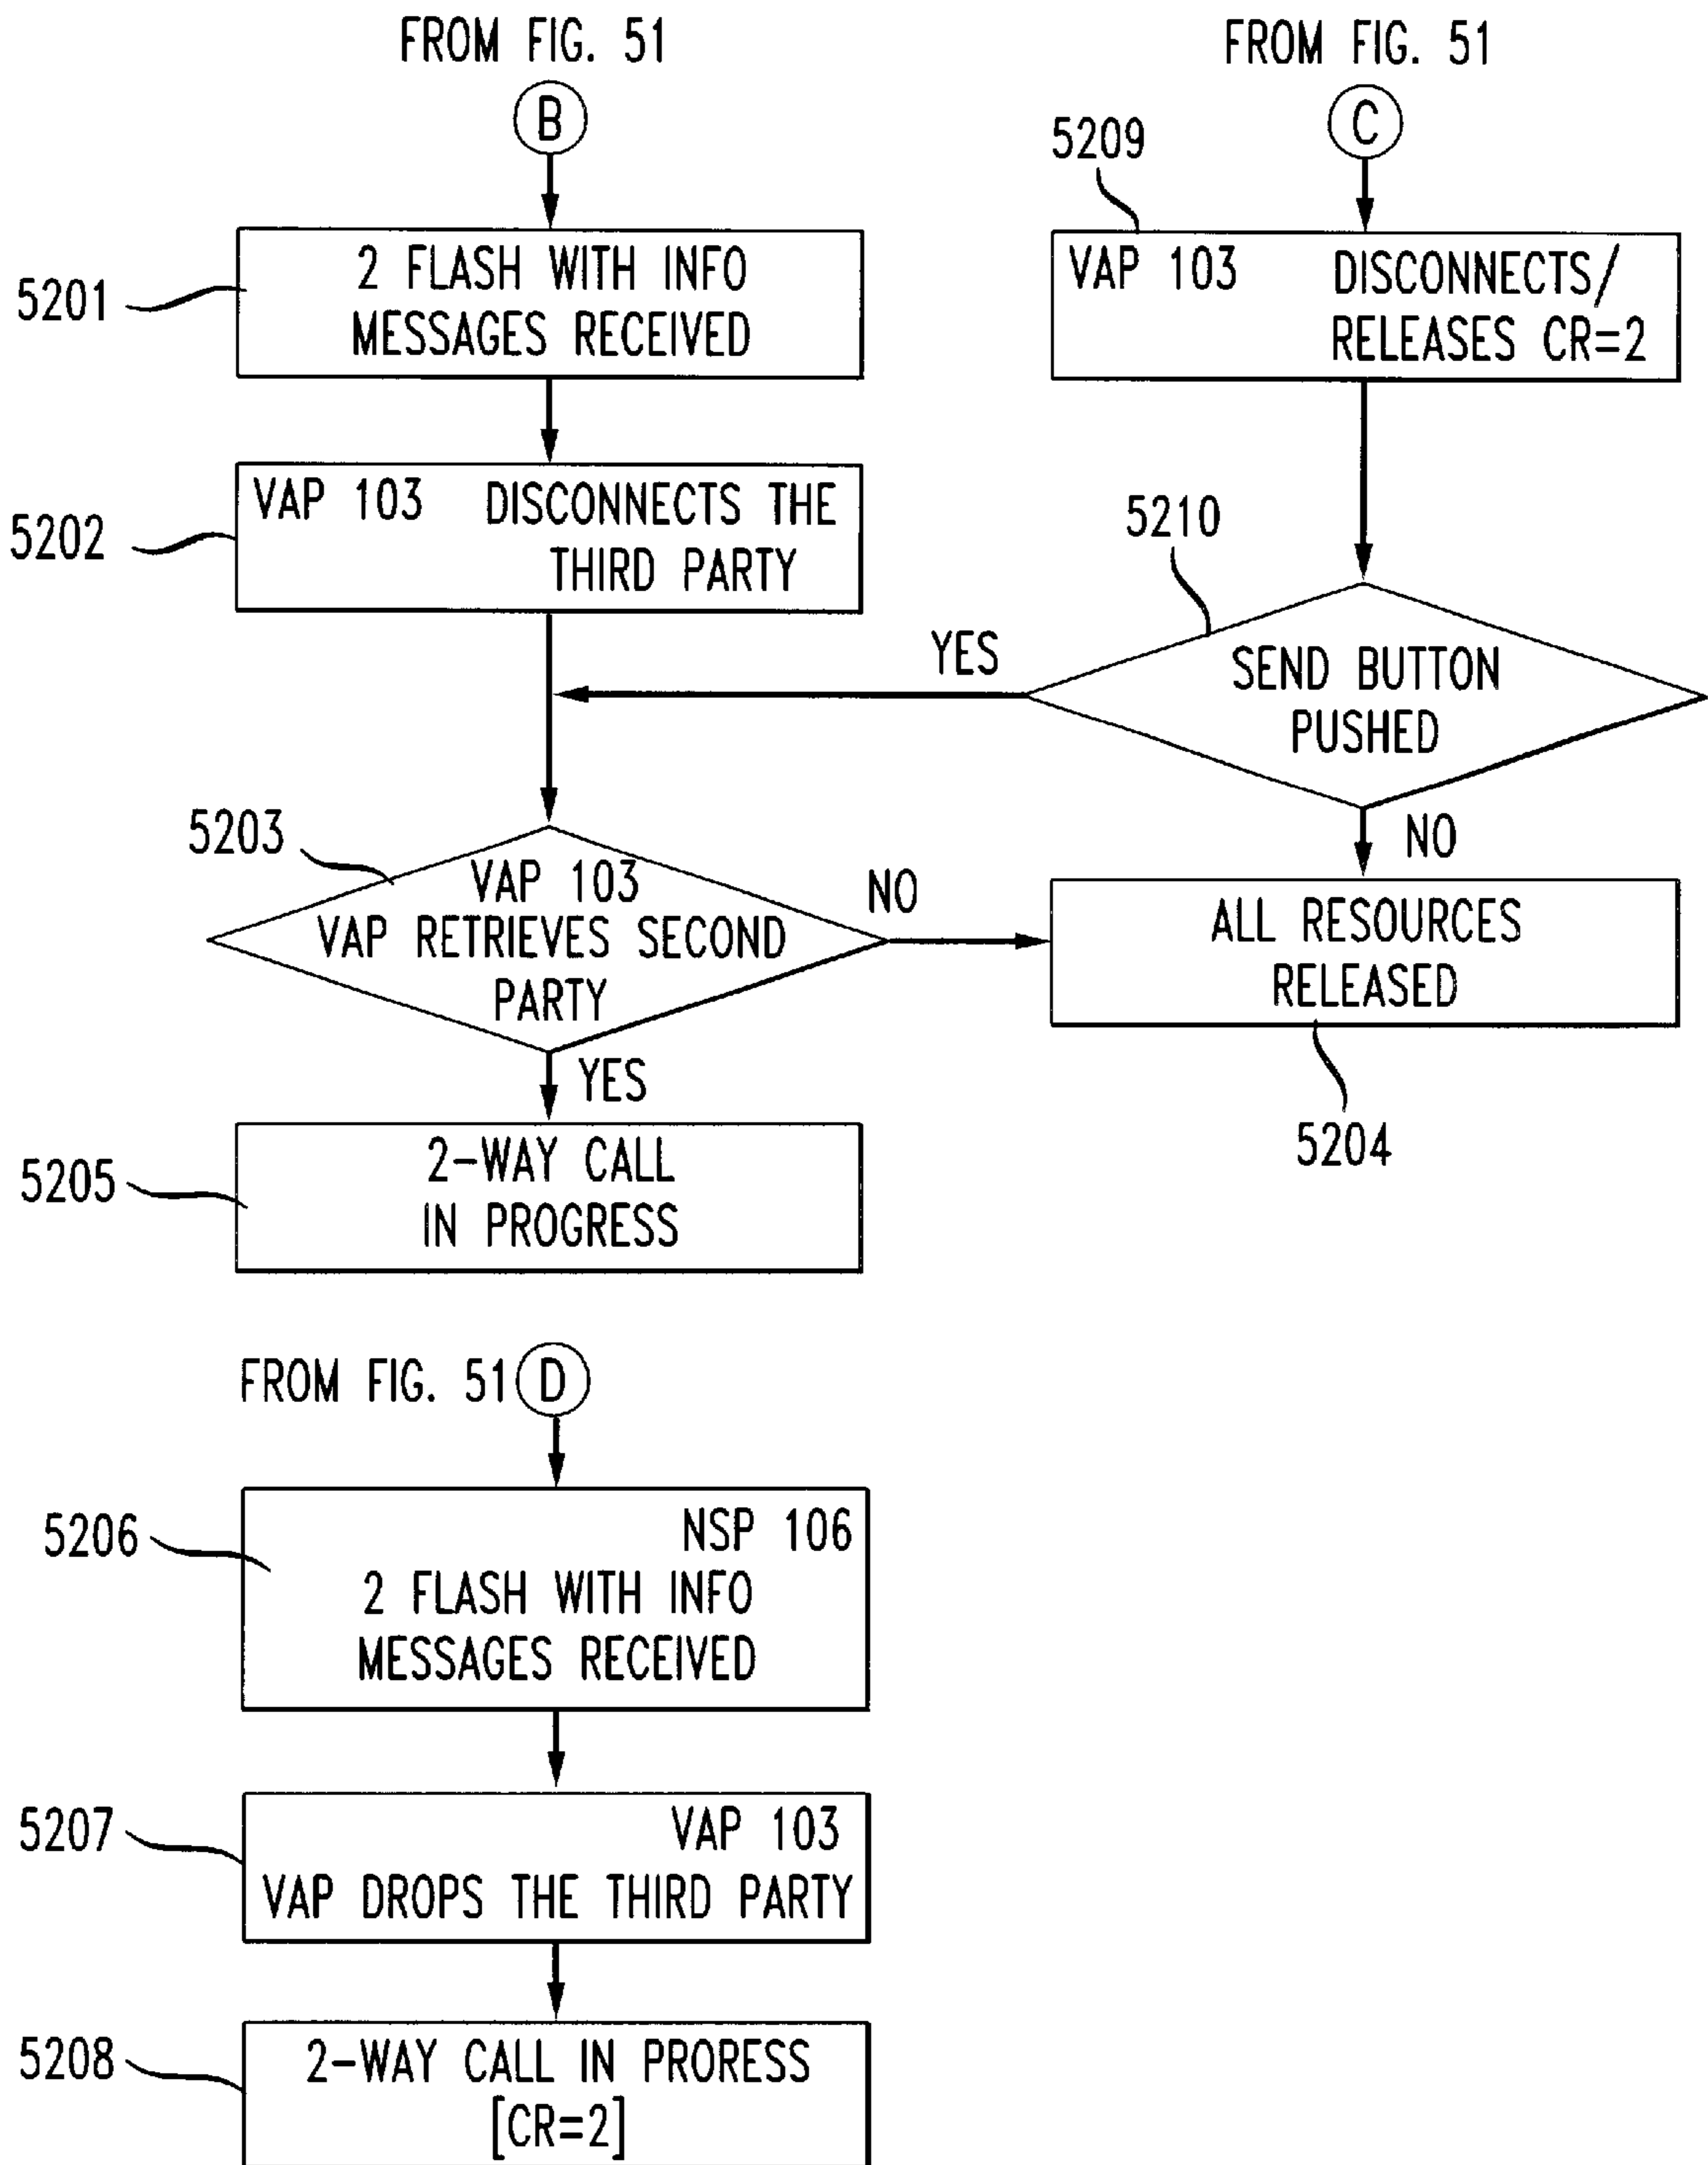 FROM FIG. 51
B
5201
2 FLASH WITH INFO
MESSAGES RECEIVED
5202
VAP 103 DISCONNECTS THE
THIRD PARTY
5203
VAP 103
VAP RETRIEVES SECOND
PARTY
NO
YES
5205
2-WAY CALL
IN PROGRESS
FROM FIG. 51
C
5209
VAP 103 DISCONNECTS/
RELEASES CR=2
5210
SEND BUTTON
PUSHED
YES
NO
ALL RESOURCES
RELEASED
5204
FROM FIG. 51 D
5206
NSP 106
2 FLASH WITH INFO
MESSAGES RECEIVED
5207
VAP 103
VAP DROPS THE THIRD PARTY
5208
2-WAY CALL IN PRORESS
[CR=2]